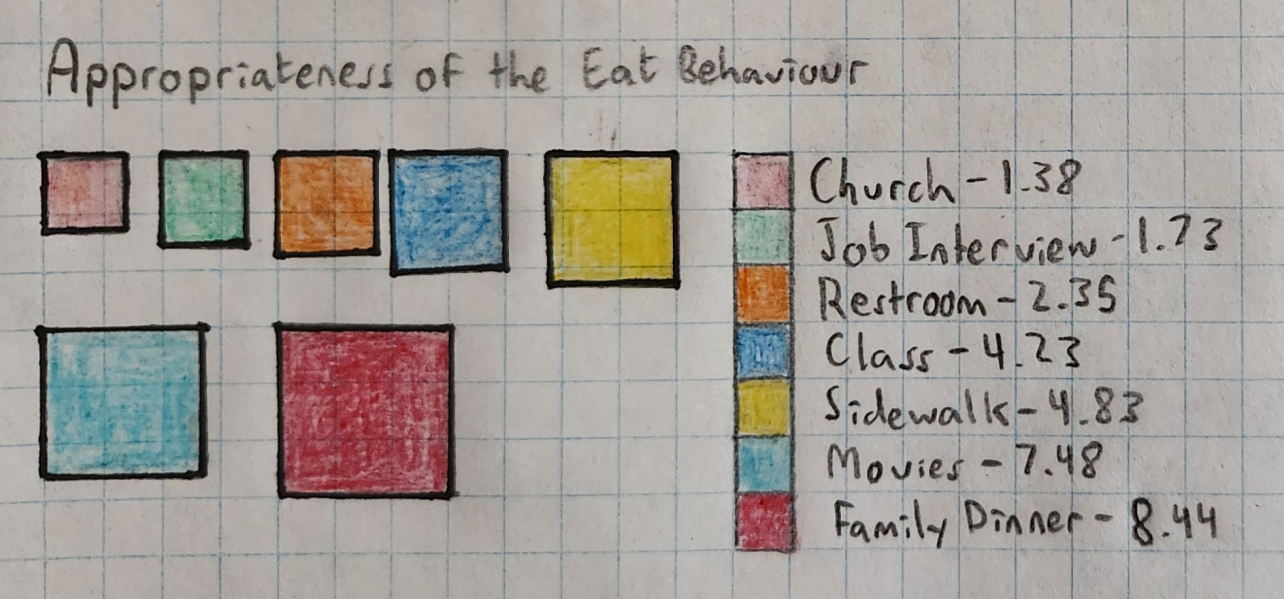 Appropriateness of the Eat Behaviour
Church - 1.38
Job Interview - 1.73
Restroom - 2.35
Class - 4.23
Sidewalk - 4.83
Movies - 7.48
Family Dinner - 8.44